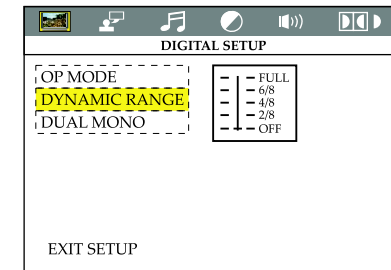 DIGITAL SETUP
OP MODE
DYNAMIC RANGE
DUAL MONO
FULL
6/8
4/8
2/8
OFF
EXIT SETUP